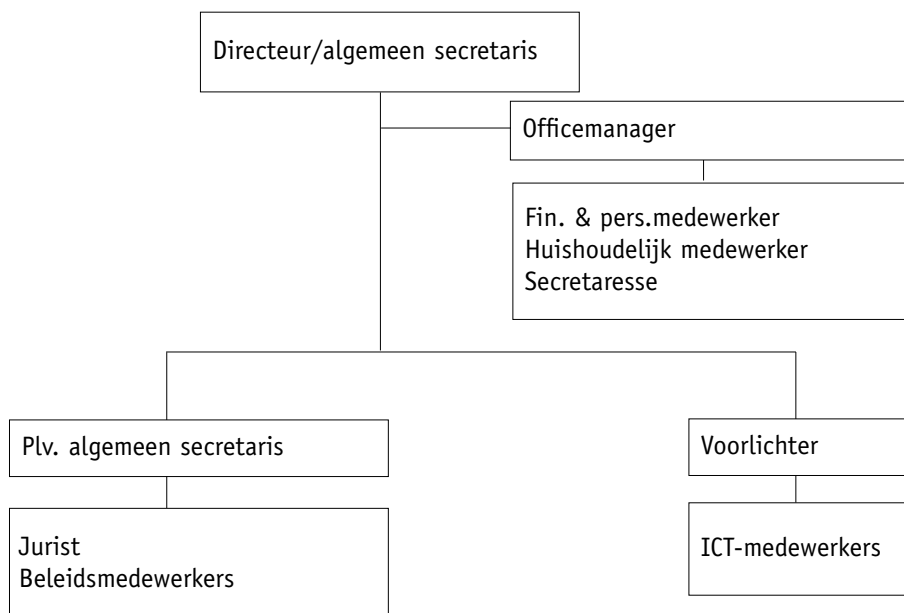 Directeur/algemeen secretaris
Officemanager
Fin. & pers.medewerker
Huishoudelijk medewerker
Secretaresse
Plv. algemeen secretaris
Voorlichter
Jurist
Beleidsmedewerkers
ICT-medewerkers